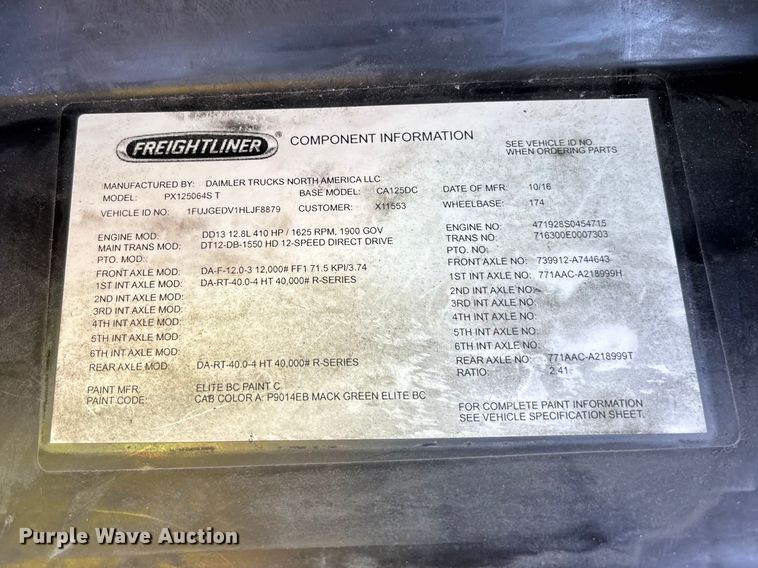 FREIGHTLINER® COMPONENT INFORMATION
SEE VEHICLE ID NO.
WHEN ORDERING PARTS
MANUFACTURED BY: DAIMLER TRUCKS NORTH AMERICA LLC
MODEL: PX125064S T BASE MODEL: CA125DC DATE OF MFR: 10/16
VEHICLE ID NO: 1FUJGEDV1HLJF8879 CUSTOMER: X11553 WHEELBASE: 174
ENGINE MOD: DD13 12.8L 410 HP / 1625 RPM, 1900 GOV ENGINE NO: 471928S0454715
MAIN TRANS MOD: DT12-DB-1550 HD 12-SPEED DIRECT DRIVE TRANS NO: 716300E0007303
PTO. MOD: PTO. NO:
FRONT AXLE MOD: DA-F-12.0-3 12,000# FF1 71.5 KPI/3.74 FRONT AXLE NO: 739912-A744643
1ST INT AXLE MOD: DA-RT-40.0-4 HT 40,000# R-SERIES 1ST INT AXLE NO: 771AAC-A218999H
2ND INT AXLE MOD: 2ND INT AXLE NO:
3RD INT AXLE MOD: 3RD INT AXLE NO:
4TH INT AXLE MOD: 4TH INT AXLE NO:
5TH INT AXLE MOD: 5TH INT AXLE NO:
6TH INT AXLE MOD: 6TH INT AXLE NO:
REAR AXLE MOD: DA-RT-40.0-4 HT 40,000# R-SERIES REAR AXLE NO: 771AAC-A218999T
RATIO: 2.41
PAINT MFR: ELITE BC PAINT C
PAINT CODE: CAB COLOR A: P9014EB MACK GREEN ELITE BC
FOR COMPLETE PAINT INFORMATION
SEE VEHICLE SPECIFICATION SHEET.
Purple Wave Auction